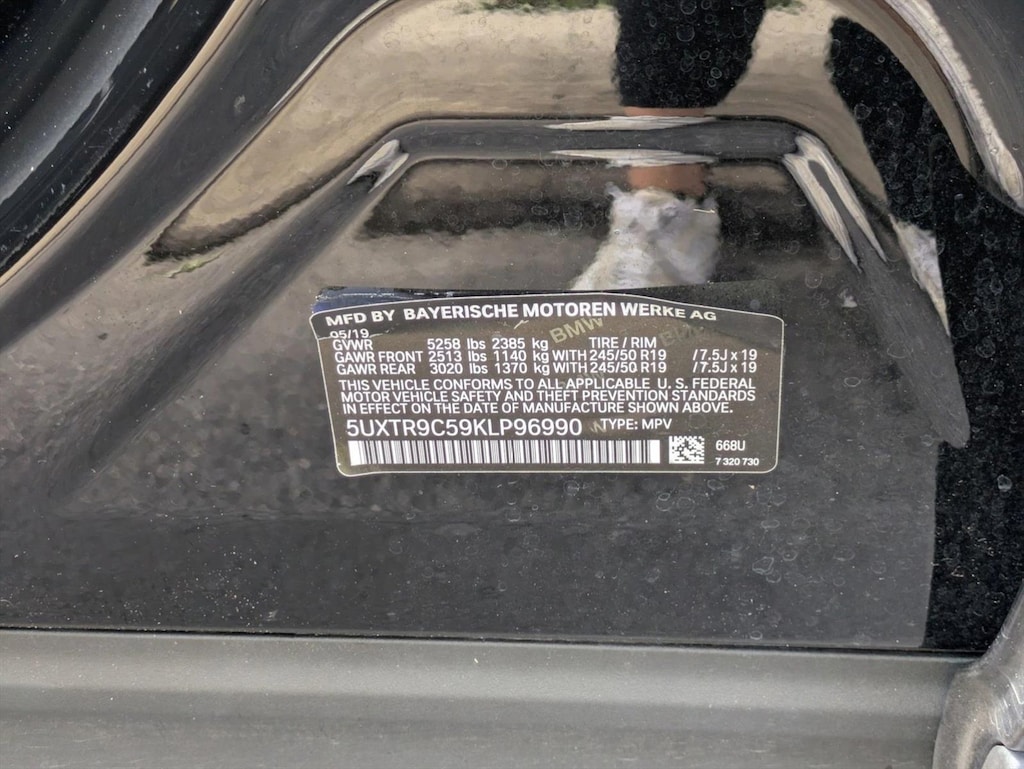 MFD BY BAYERISCHE MOTOREN WERKE AG
05/19
GVWR 5258 lbs 2385 kg TIRE / RIM
GAWR FRONT 2513 lbs 1140 kg WITH 245/50 R19 / 7.5J x 19
GAWR REAR 3020 lbs 1370 kg WITH 245/50 R19 / 7.5J x 19
THIS VEHICLE CONFORMS TO ALL APPLICABLE U. S. FEDERAL
MOTOR VEHICLE SAFETY AND THEFT PREVENTION STANDARDS
IN EFFECT ON THE DATE OF MANUFACTURE SHOWN ABOVE.
5UXTR9C59KLP96990 TYPE: MPV
668U
7 320 730
BMW